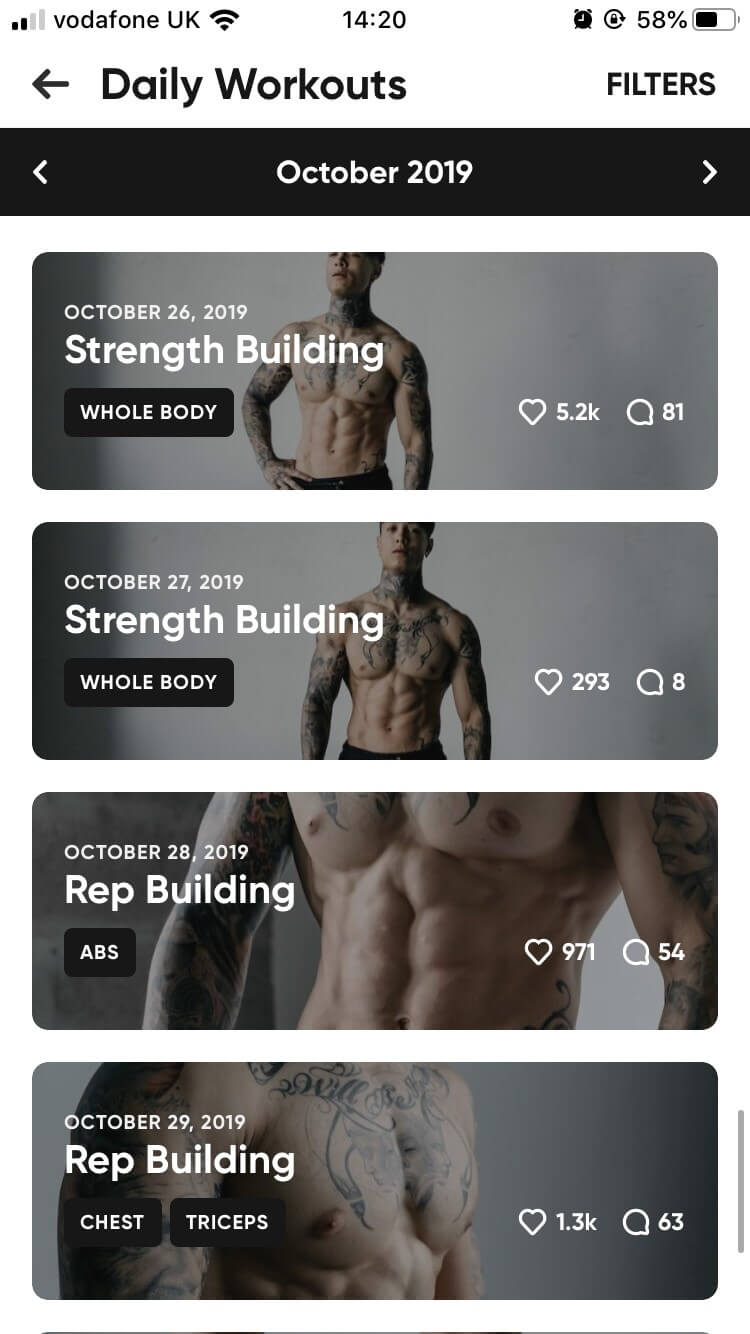 vodafone UK 14:20 58%
Daily Workouts FILTERS
October 2019
OCTOBER 26, 2019
Strength Building
WHOLE BODY 5.2k 81
OCTOBER 27, 2019
Strength Building
WHOLE BODY 293 8
OCTOBER 28, 2019
Rep Building
ABS 971 54
OCTOBER 29, 2019
Rep Building
CHEST TRICEPS 1.3k 63